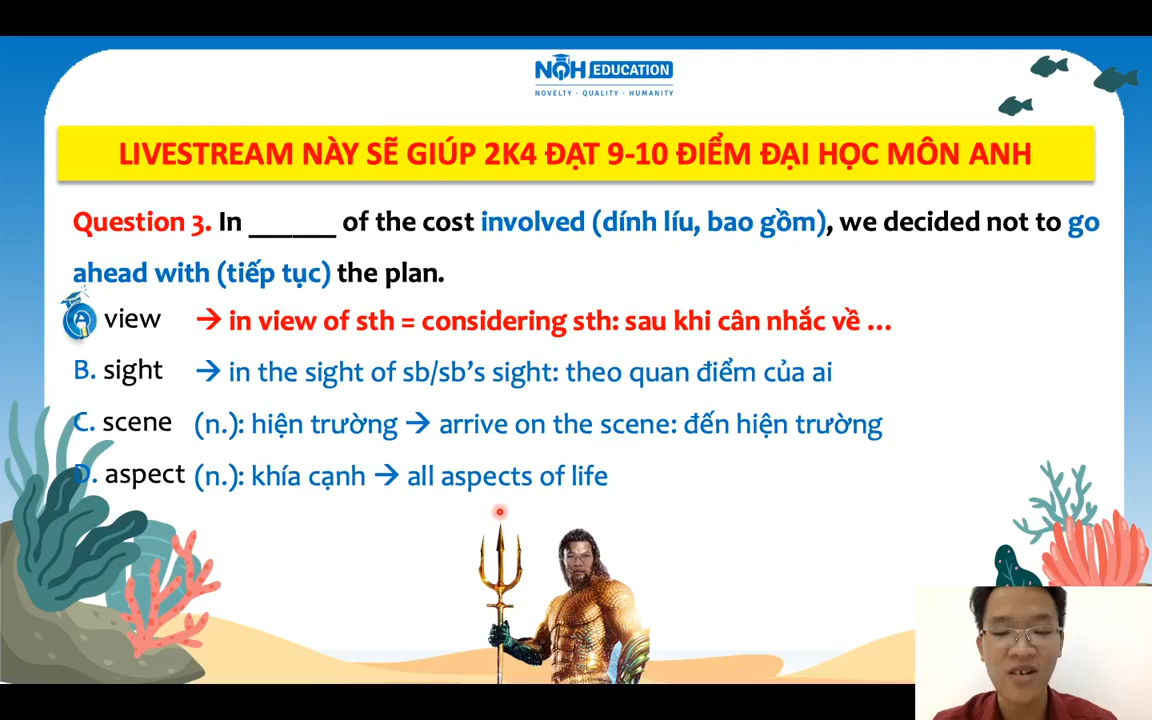 NQH EDUCATION
NOVELTY - QUALITY - HUMANITY
LIVESTREAM NÀY SẼ GIÚP 2K4 ĐẠT 9-10 ĐIỂM ĐẠI HỌC MÔN ANH
Question 3. In ______ of the cost involved (dính líu, bao gồm), we decided not to go
ahead with (tiếp tục) the plan.
A view → in view of sth = considering sth: sau khi cân nhắc về ...
B. sight → in the sight of sb/sb's sight: theo quan điểm của ai
C. scene (n.): hiện trường → arrive on the scene: đến hiện trường
D. aspect (n.): khía cạnh → all aspects of life